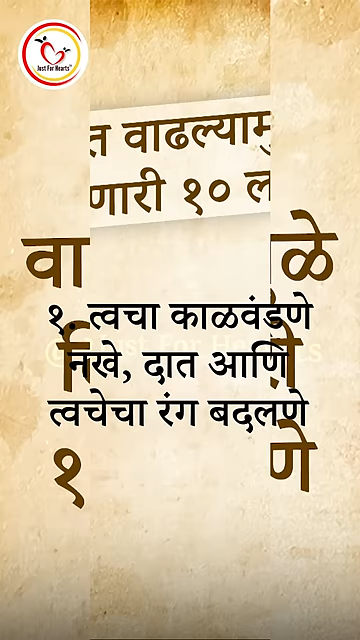 Just For Hearts
त वाढल्यामु
णारी १० ल
वा
ळे
१. त्वचा काळवंडणे
नखे, दात आणि
त्वचेचा रंग बदलणे
१
णे